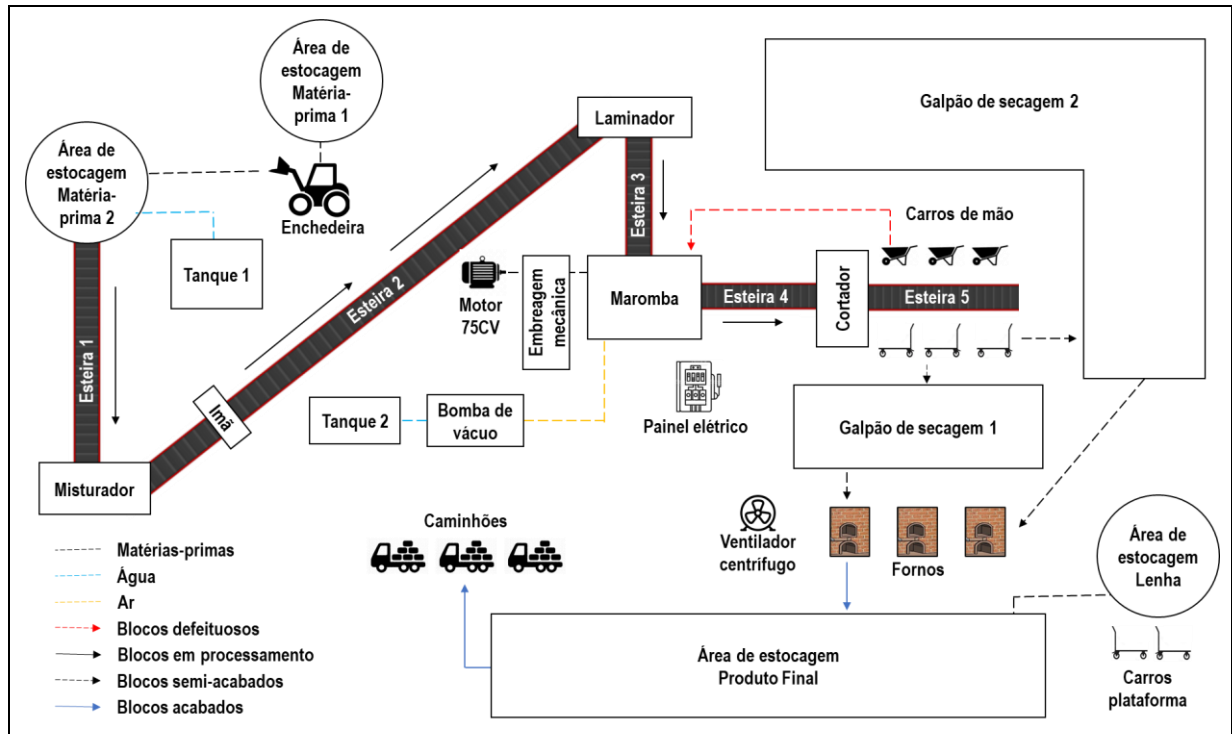 Área de
estocagem
Matéria-
prima 1
Enchedeira
Área de
estocagem
Matéria-
prima 2
Tanque 1
Esteira 1
Misturador
Imã
Esteira 2
Laminador
Esteira 3
Motor
75CV
Embreagem
mecânica
Maromba
Tanque 2
Bomba de
vácuo
Painel elétrico
Esteira 4
Cortador
Esteira 5
Carros de mão
Galpão de secagem 2
Galpão de secagem 1
Ventilador
centrífugo
Fornos
Área de
estocagem
Lenha
Carros
plataforma
Caminhões
Área de estocagem
Produto Final
Matérias-primas
Água
Ar
Blocos defeituosos
Blocos em processamento
Blocos semi-acabados
Blocos acabados